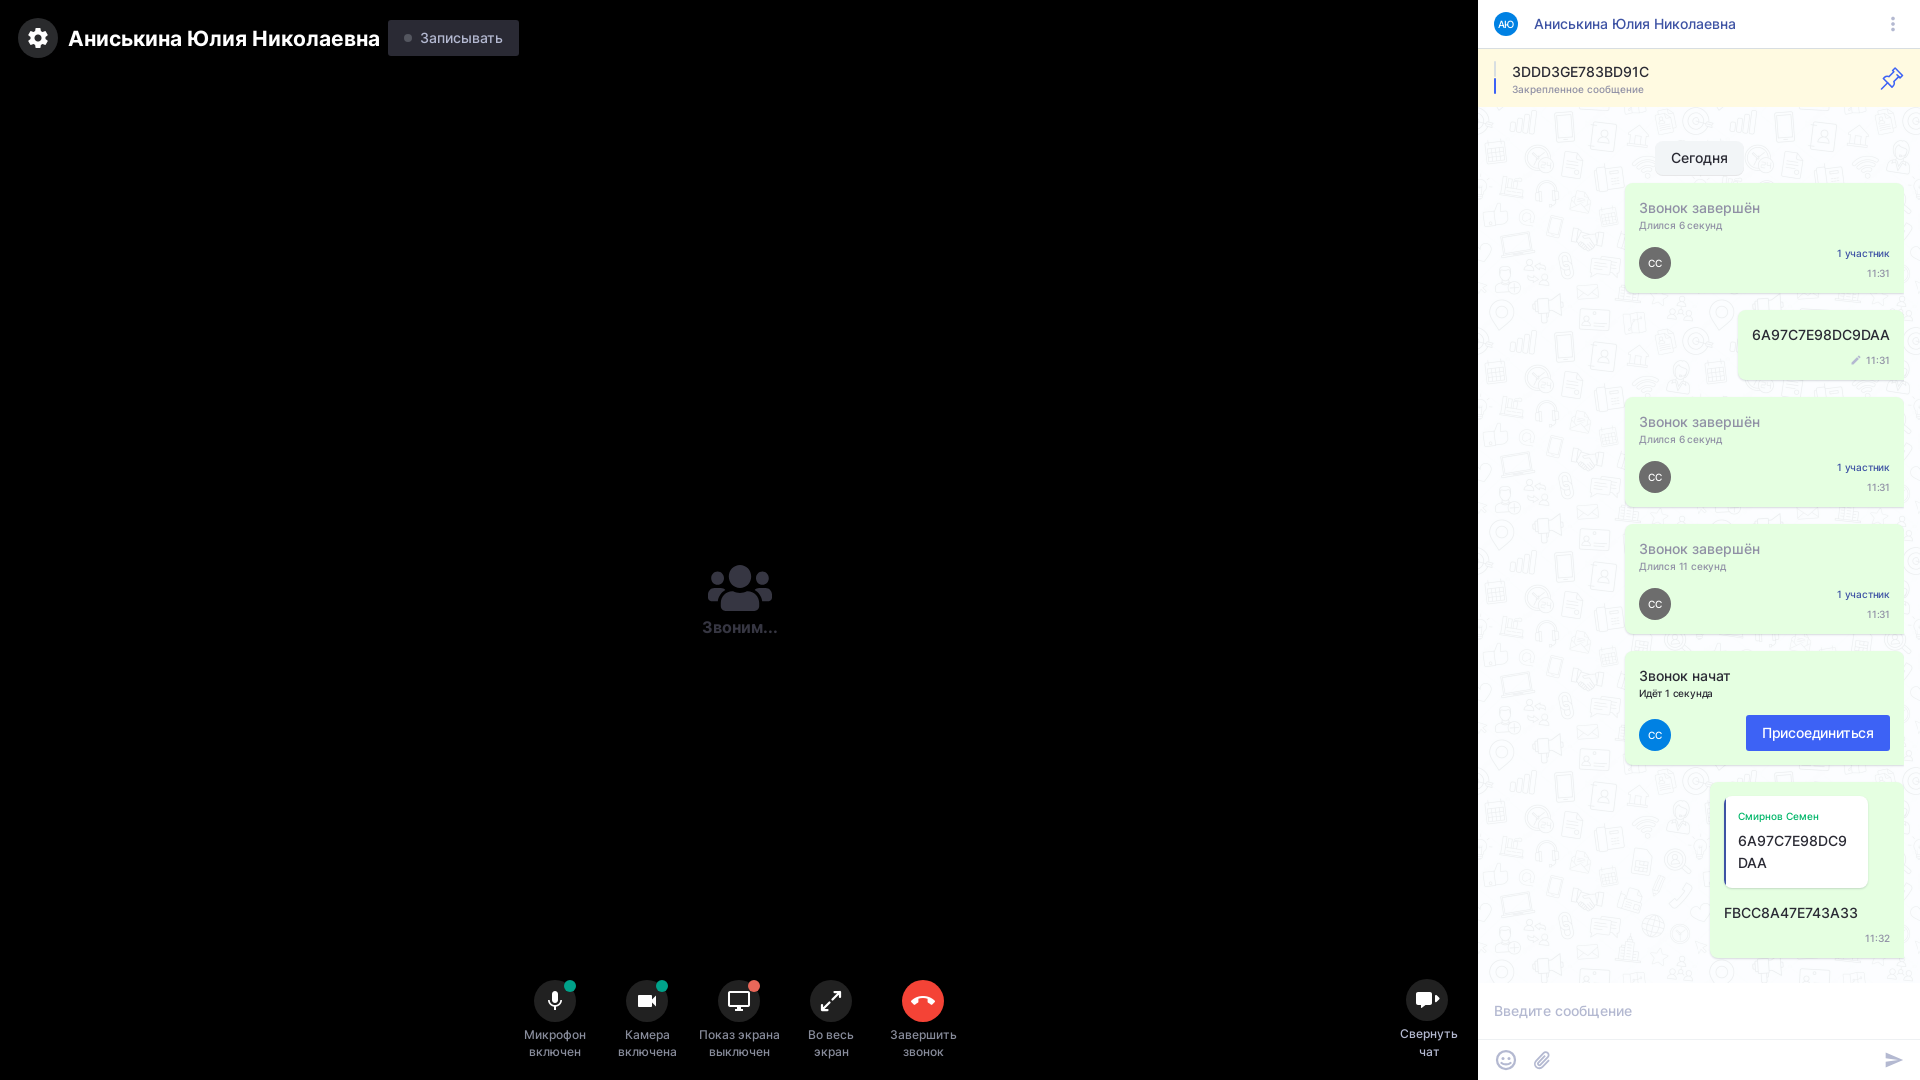 Аниськина Юлия Николаевна
Записывать
Звоним...
Микрофон
включен
Камера
включена
Показ экрана
выключен
Во весь
экран
Завершить
звонок
Свернуть
чат
АЮ
Аниськина Юлия Николаевна
3DDD3GE783BD91C
Закрепленное сообщение
Сегодня
Звонок завершён
Длился 6 секунд
СС
1 участник
11:31
6A97C7E98DC9DAA
11:31
Звонок завершён
Длился 6 секунд
СС
1 участник
11:31
Звонок завершён
Длился 11 секунд
СС
1 участник
11:31
Звонок начат
Идёт 1 секунда
СС
Присоединиться
Смирнов Семен
6A97C7E98DC9
DAA
FBCC8A47E743A33
11:32
Введите сообщение